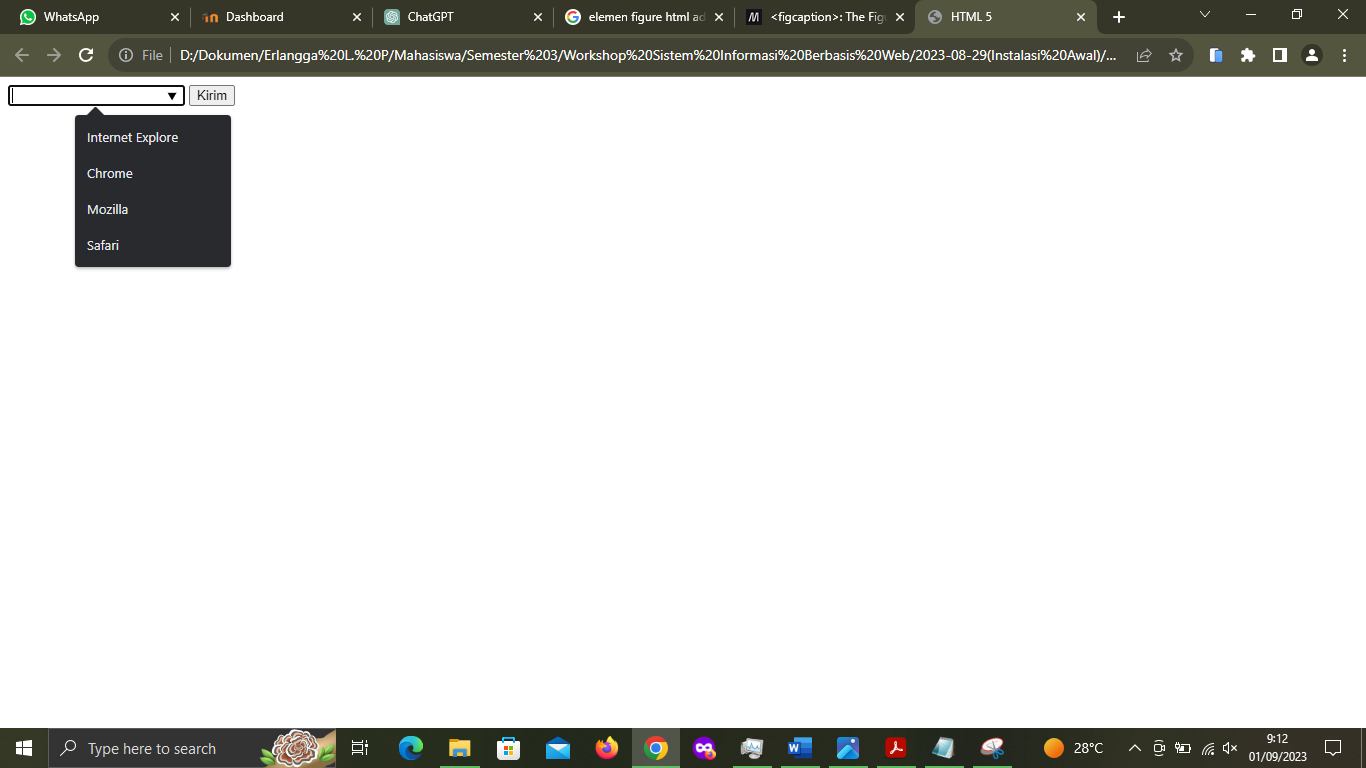 WhatsApp
Dashboard
ChatGPT
elemen figure html ad
<figcaption>: The Figu
HTML 5
File
D:/Dokumen/Erlangga%20L.%20P/Mahasiswa/Semester%203/Workshop%20Sistem%20Informasi%20Berbasis%20Web/2023-08-29(Instalasi%20Awal)/...
Kirim
Internet Explore
Chrome
Mozilla
Safari
Type here to search
28°C
9:12
01/09/2023